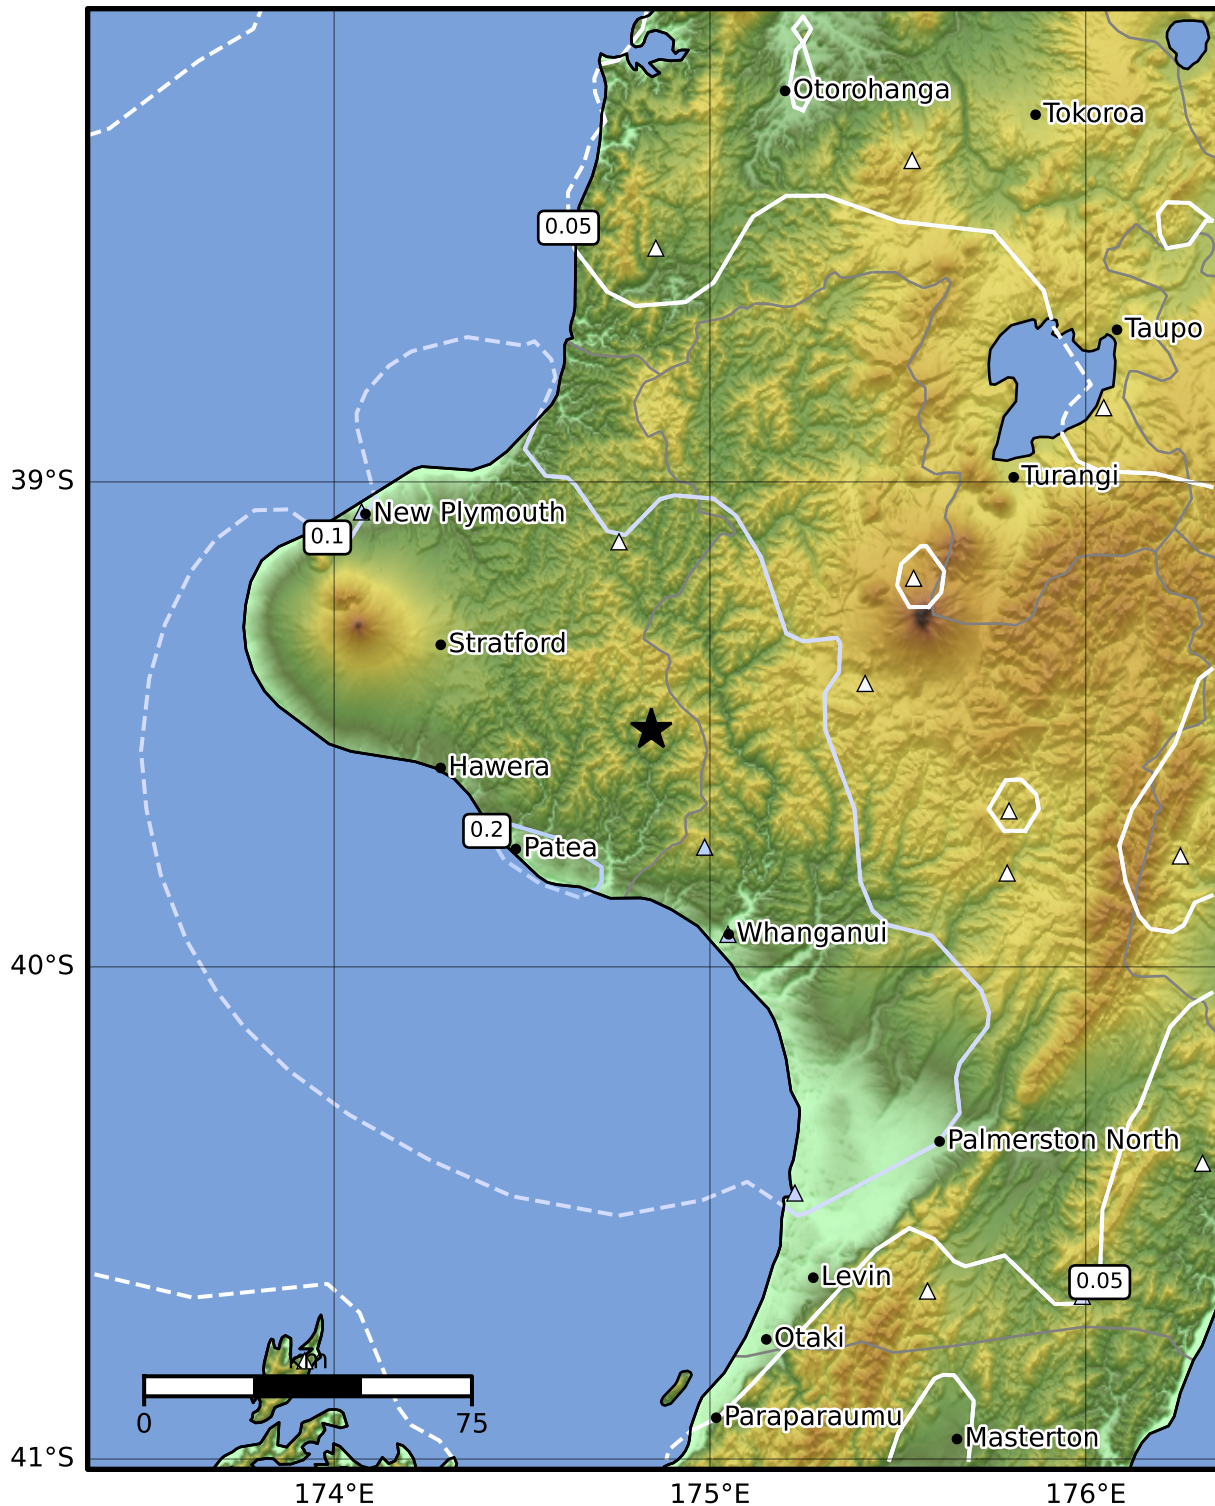 Otorohanga
Tokoroa
0.05
Taupo
39°S
Turangi
New Plymouth
0.1
Stratford
Hawera
0.2
Patea
Whanganui
40°S
Palmerston North
Levin
0.05
Otaki
km
0
75
Paraparaumu
Masterton
41°S
174°E
175°E
176°E